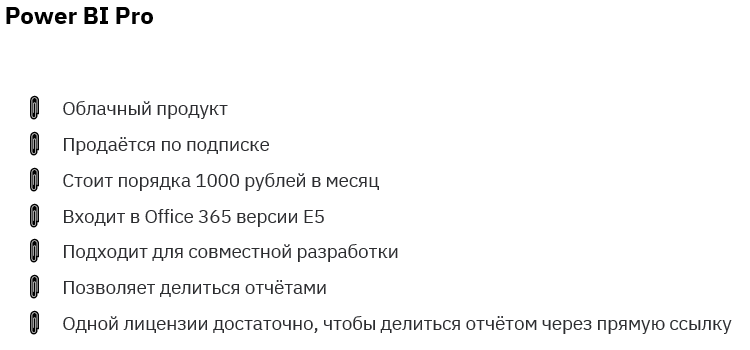 Power BI Pro
Облачный продукт
Продаётся по подписке
Стоит порядка 1000 рублей в месяц
Входит в Office 365 версии E5
Подходит для совместной разработки
Позволяет делиться отчётами
Одной лицензии достаточно, чтобы делиться отчётом через прямую ссылку